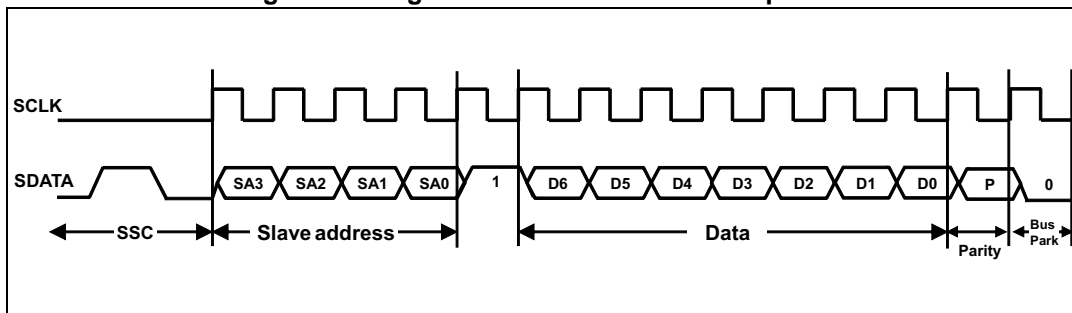 SCLK
SDATA SA3 SA2 SA1 SA0 1 D6 D5 D4 D3 D2 D1 D0 P 0
SSC Slave address Data Parity Bus Park